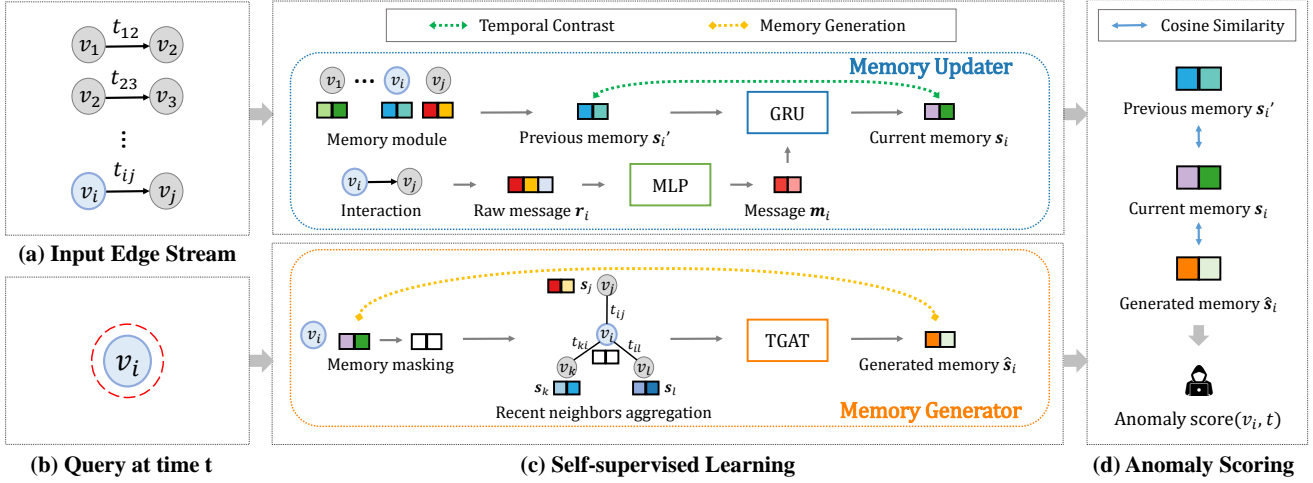 v₁ t₁₂ v₂
v₂ t₂₃ v₃
⋮
vᵢ tᵢⱼ vⱼ
(a) Input Edge Stream
vᵢ
(b) Query at time t
Temporal Contrast
Memory Generation
Memory Updater
v₁ ⋯ vᵢ vⱼ
Memory module
Previous memory sᵢ′
GRU
Current memory sᵢ
vᵢ vⱼ
Interaction
Raw message rᵢ
MLP
Message mᵢ
vᵢ
Memory masking
sⱼ vⱼ
tᵢⱼ
tₖᵢ vᵢ tᵢₗ
vₖ vₗ
sₖ sₗ
Recent neighbors aggregation
TGAT
Generated memory ŝᵢ
Memory Generator
(c) Self-supervised Learning
Cosine Similarity
Previous memory sᵢ′
Current memory sᵢ
Generated memory ŝᵢ
Anomaly score(vᵢ, t)
(d) Anomaly Scoring